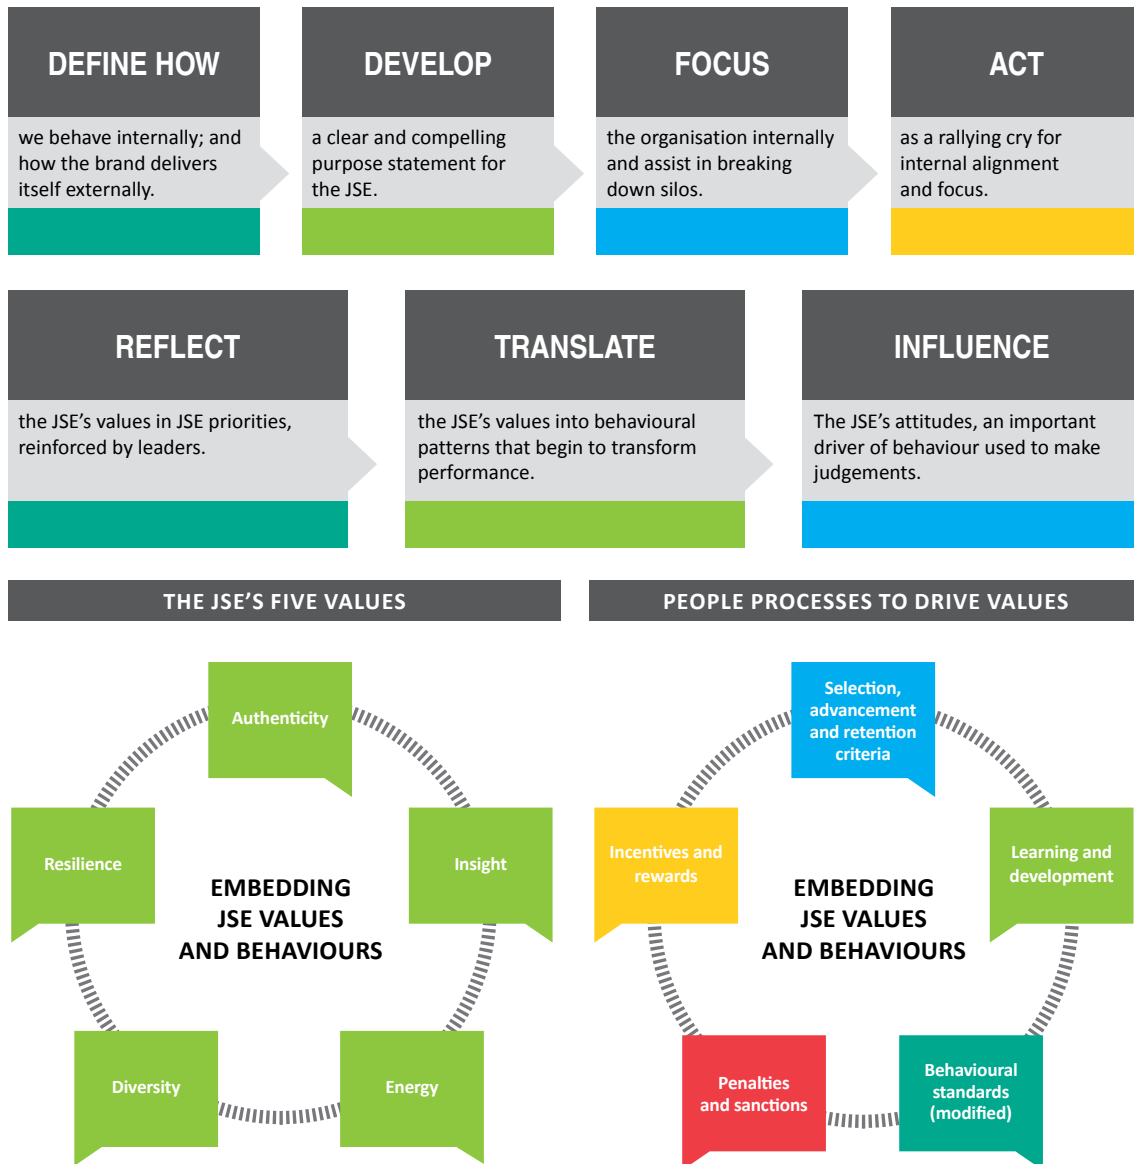 DEFINE HOW
we behave internally; and
how the brand delivers
itself externally.
DEVELOP
a clear and compelling
purpose statement for
the JSE.
FOCUS
the organisation internally
and assist in breaking
down silos.
ACT
as a rallying cry for
internal alignment
and focus.
REFLECT
the JSE’s values in JSE priorities,
reinforced by leaders.
TRANSLATE
the JSE’s values into behavioural
patterns that begin to transform
performance.
INFLUENCE
The JSE’s attitudes, an important
driver of behaviour used to make
judgements.
THE JSE’S FIVE VALUES
Authenticity
Insight
Energy
Diversity
Resilience
EMBEDDING
JSE VALUES
AND BEHAVIOURS
PEOPLE PROCESSES TO DRIVE VALUES
Selection,
advancement
and retention
criteria
Learning and
development
Behavioural
standards
(modified)
Penalties
and sanctions
Incentives and
rewards
EMBEDDING
JSE VALUES
AND BEHAVIOURS